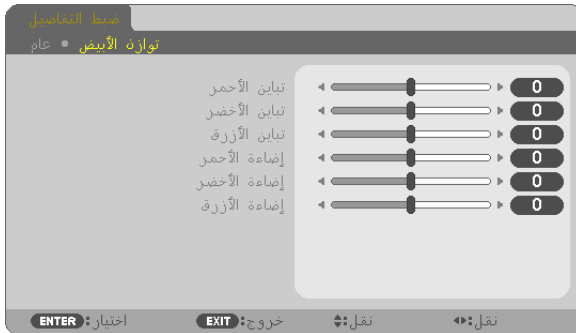 ضبط التفاصيل
عام ● توازن الأبيض
تباين الأحمر 0
تباين الأخضر 0
تباين الأزرق 0
إضاءة الأحمر 0
إضاءة الأخضر 0
إضاءة الأزرق 0
ENTER :اختيار EXIT :خروج نقل: نقل: